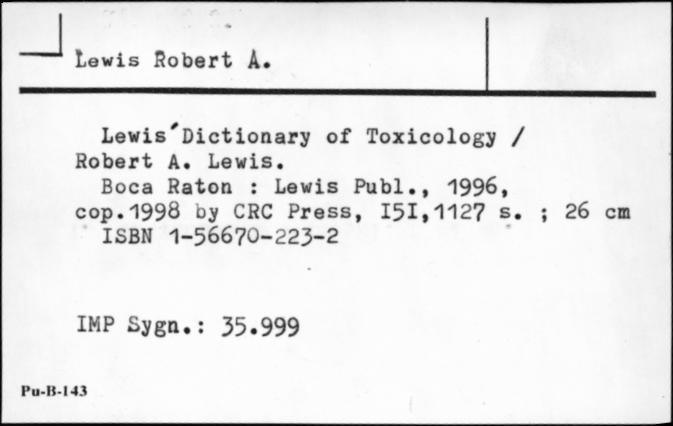 Lewis Robert A.
Lewis´Dictionary of Toxicology /
Robert A. Lewis.
Boca Raton : Lewis Publ., 1996,
cop.1998 by CRC Press, I5I,1127 s. ; 26 cm
ISBN 1-56670-223-2
IMP Sygn.: 35.999
Pu-B-143